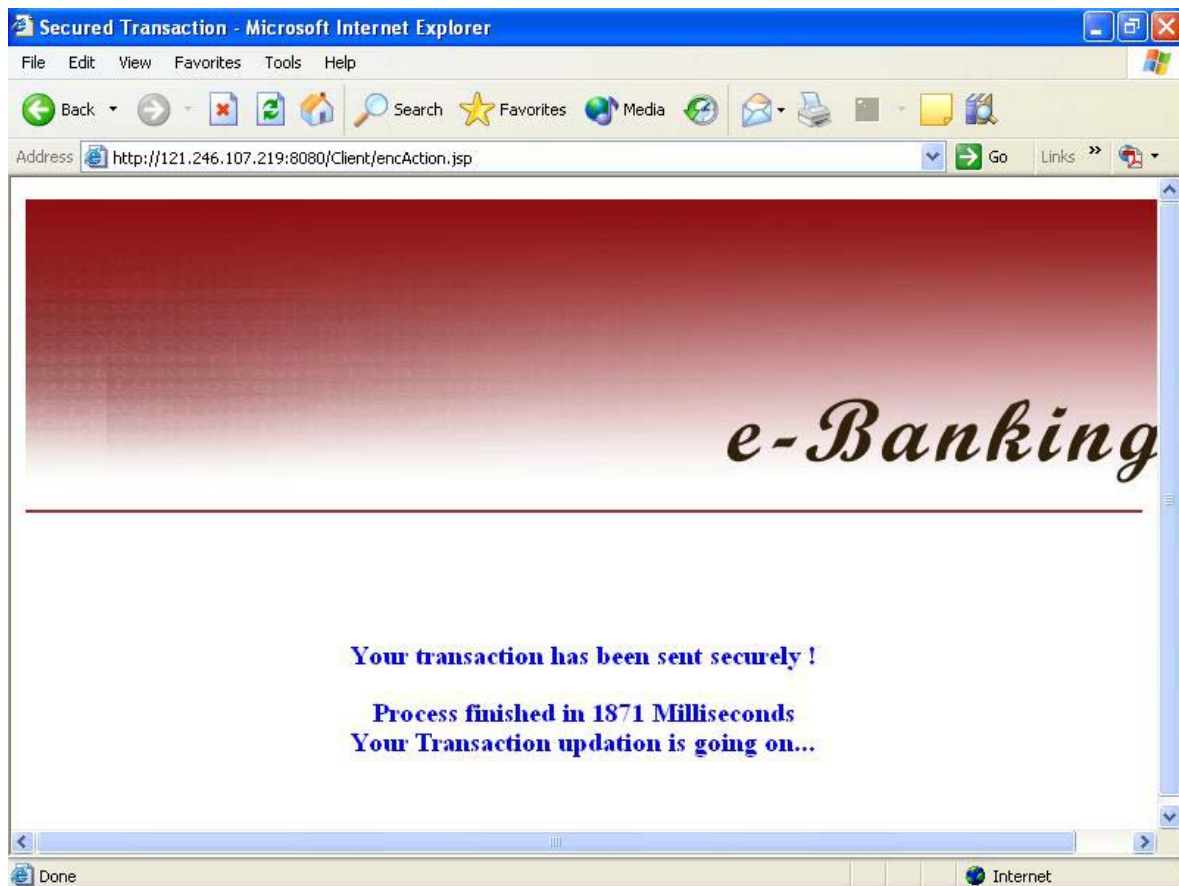 Secured Transaction - Microsoft Internet Explorer
File Edit View Favorites Tools Help
Back Search Favorites Media
Address http://121.246.107.219:8080/Client/encAction.jsp Go Links »
e-Banking
Your transaction has been sent securely !
Process finished in 1871 Milliseconds
Your Transaction updation is going on...
Done Internet